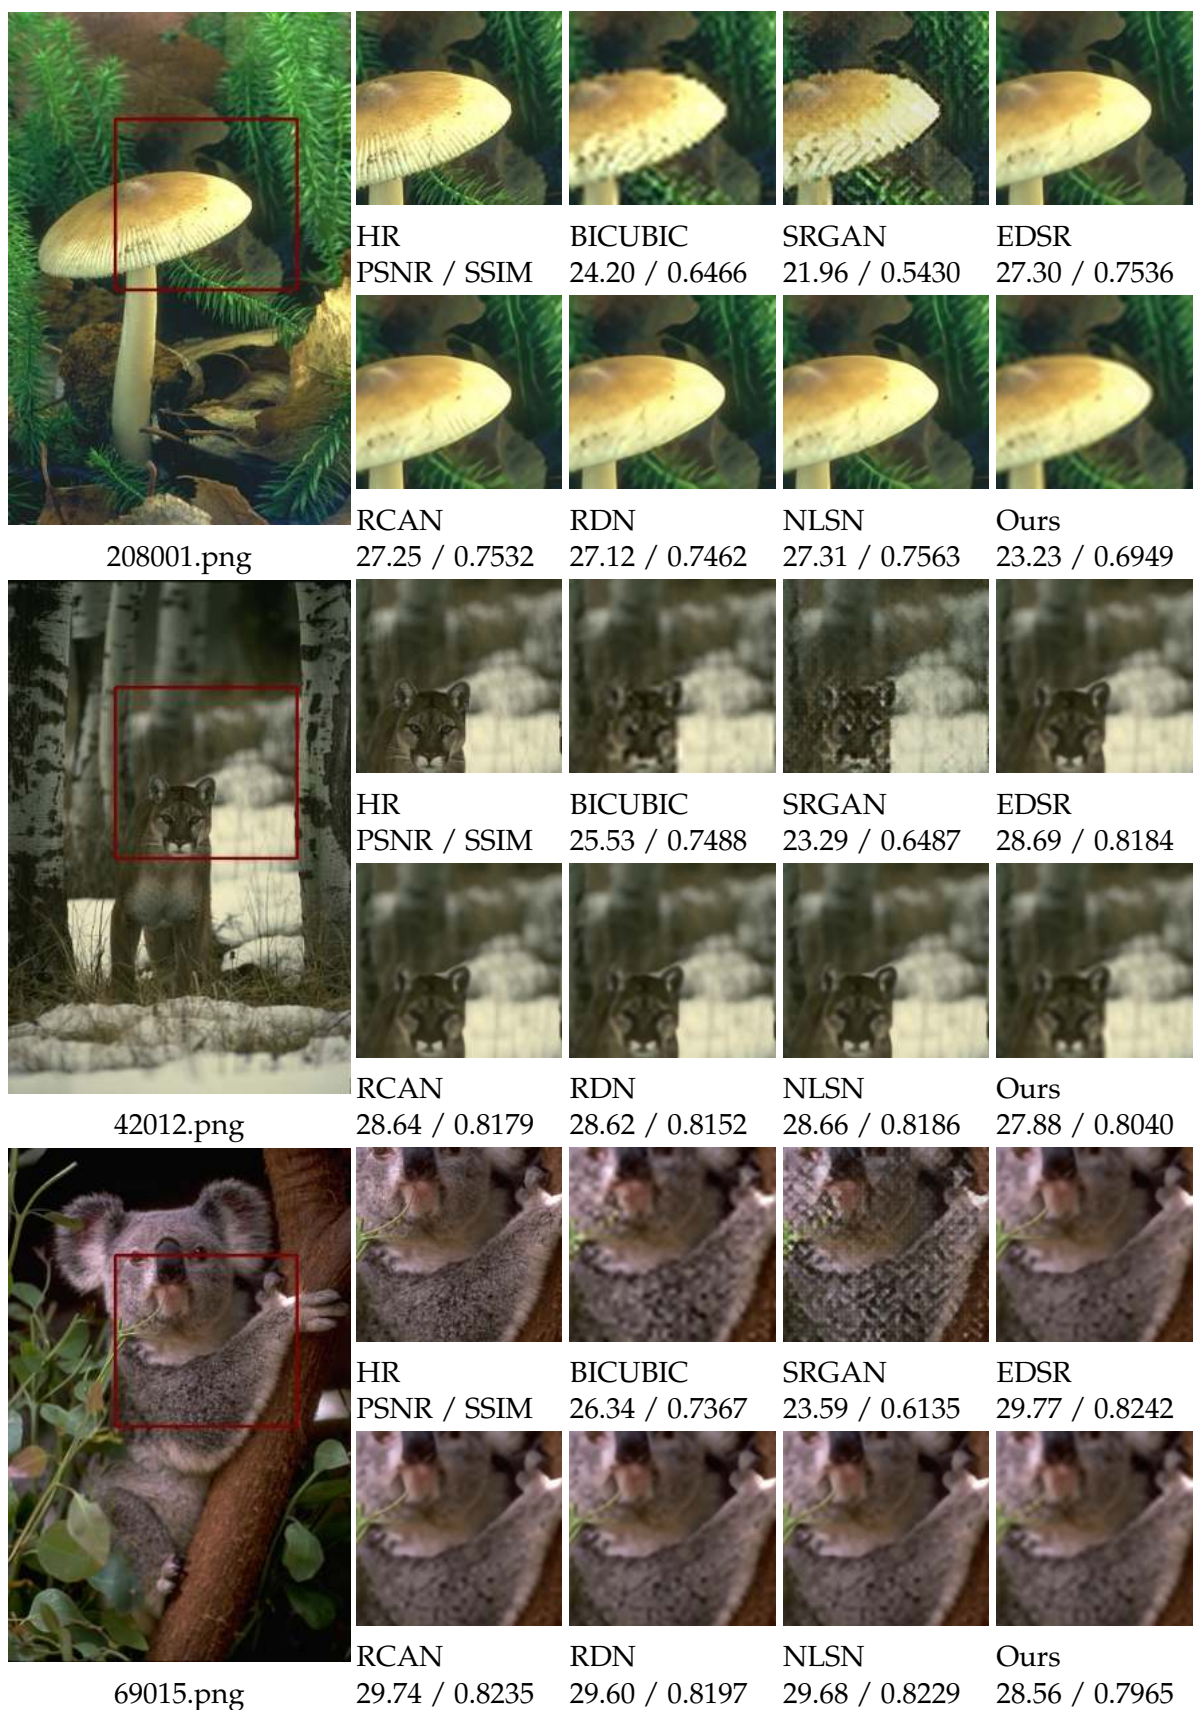 HR
PSNR / SSIM
BICUBIC
24.20 / 0.6466
SRGAN
21.96 / 0.5430
EDSR
27.30 / 0.7536
RCAN
27.25 / 0.7532
RDN
27.12 / 0.7462
NLSN
27.31 / 0.7563
Ours
23.23 / 0.6949
208001.png
HR
PSNR / SSIM
BICUBIC
25.53 / 0.7488
SRGAN
23.29 / 0.6487
EDSR
28.69 / 0.8184
RCAN
28.64 / 0.8179
RDN
28.62 / 0.8152
NLSN
28.66 / 0.8186
Ours
27.88 / 0.8040
42012.png
HR
PSNR / SSIM
BICUBIC
26.34 / 0.7367
SRGAN
23.59 / 0.6135
EDSR
29.77 / 0.8242
RCAN
29.74 / 0.8235
RDN
29.60 / 0.8197
NLSN
29.68 / 0.8229
Ours
28.56 / 0.7965
69015.png